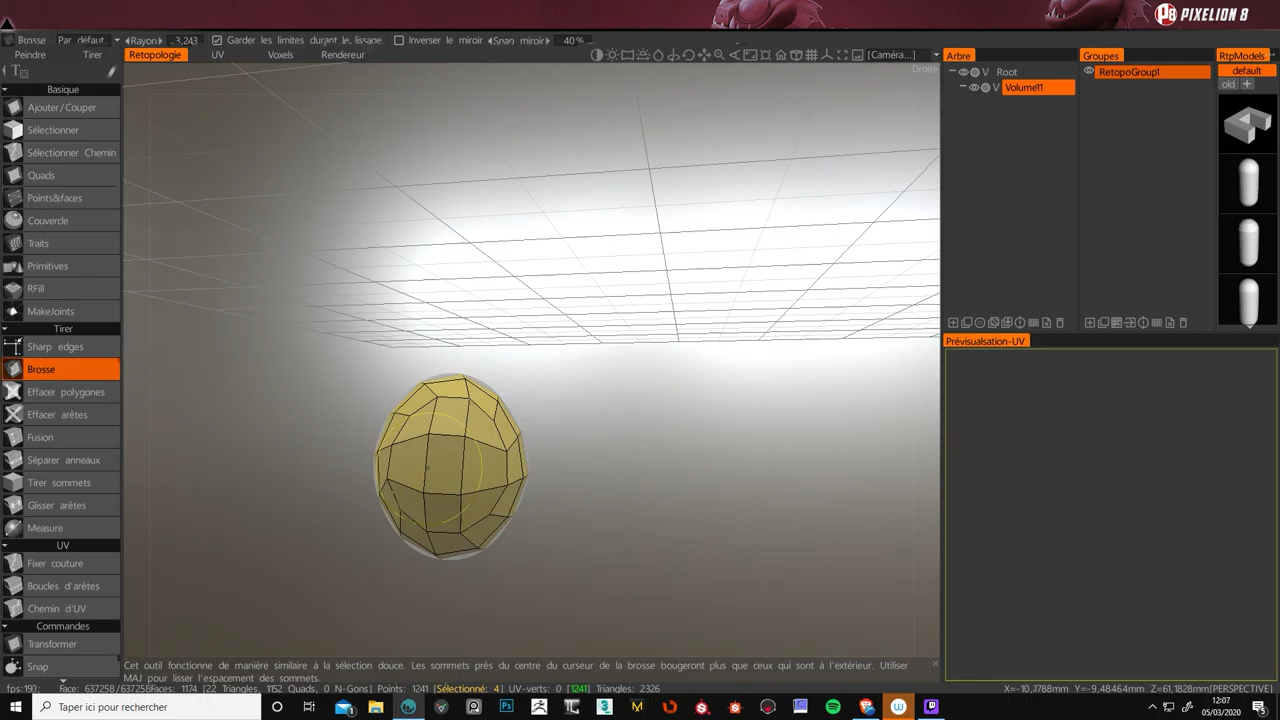 PIXELION 8
Brosse Par défaut Rayon 3,243 Garder les limites durant le lissage. Inverser le miroir Snap miroir 40%
Peindre Tirer Retopologie UV Voxels Rendereur [Caméra...]
Droite
Basique
Ajouter/Couper
Sélectionner
Sélectionner Chemin
Quads
Points&faces
Couvercle
Traits
Primitives
RFill
MakeJoints
Tirer
Sharp edges
Brosse
Effacer polygones
Effacer arêtes
Fusion
Séparer anneaux
Tirer sommets
Glisser arêtes
Measure
UV
Fixer couture
Boucles d'arêtes
Chemin d'UV
Commandes
Transformer
Snap
Arbre
Root
Volume11
Groupes
RetopoGroup1
RtpModels
default
old
Prévisualsation-UV
Cet outil fonctionne de manière similaire à la sélection douce. Les sommets près du centre du curseur de la brosse bougeront plus que ceux qui sont à l'extérieur. Utiliser
MAJ pour lisser l'espacement des sommets.
fps:193; Face: 637258/637256Faces: 1174 [22 Triangles, 1152 Quads, 0 N-Gons] Points: 1241 [Sélectionné: 4] UV-verts: 0 [1241] Triangles: 2326
X=-10,1788mm Y=-9,48464mm Z=61,1828mm [PERSPECTIVE]
Taper ici pour rechercher
12:07
05/03/2020